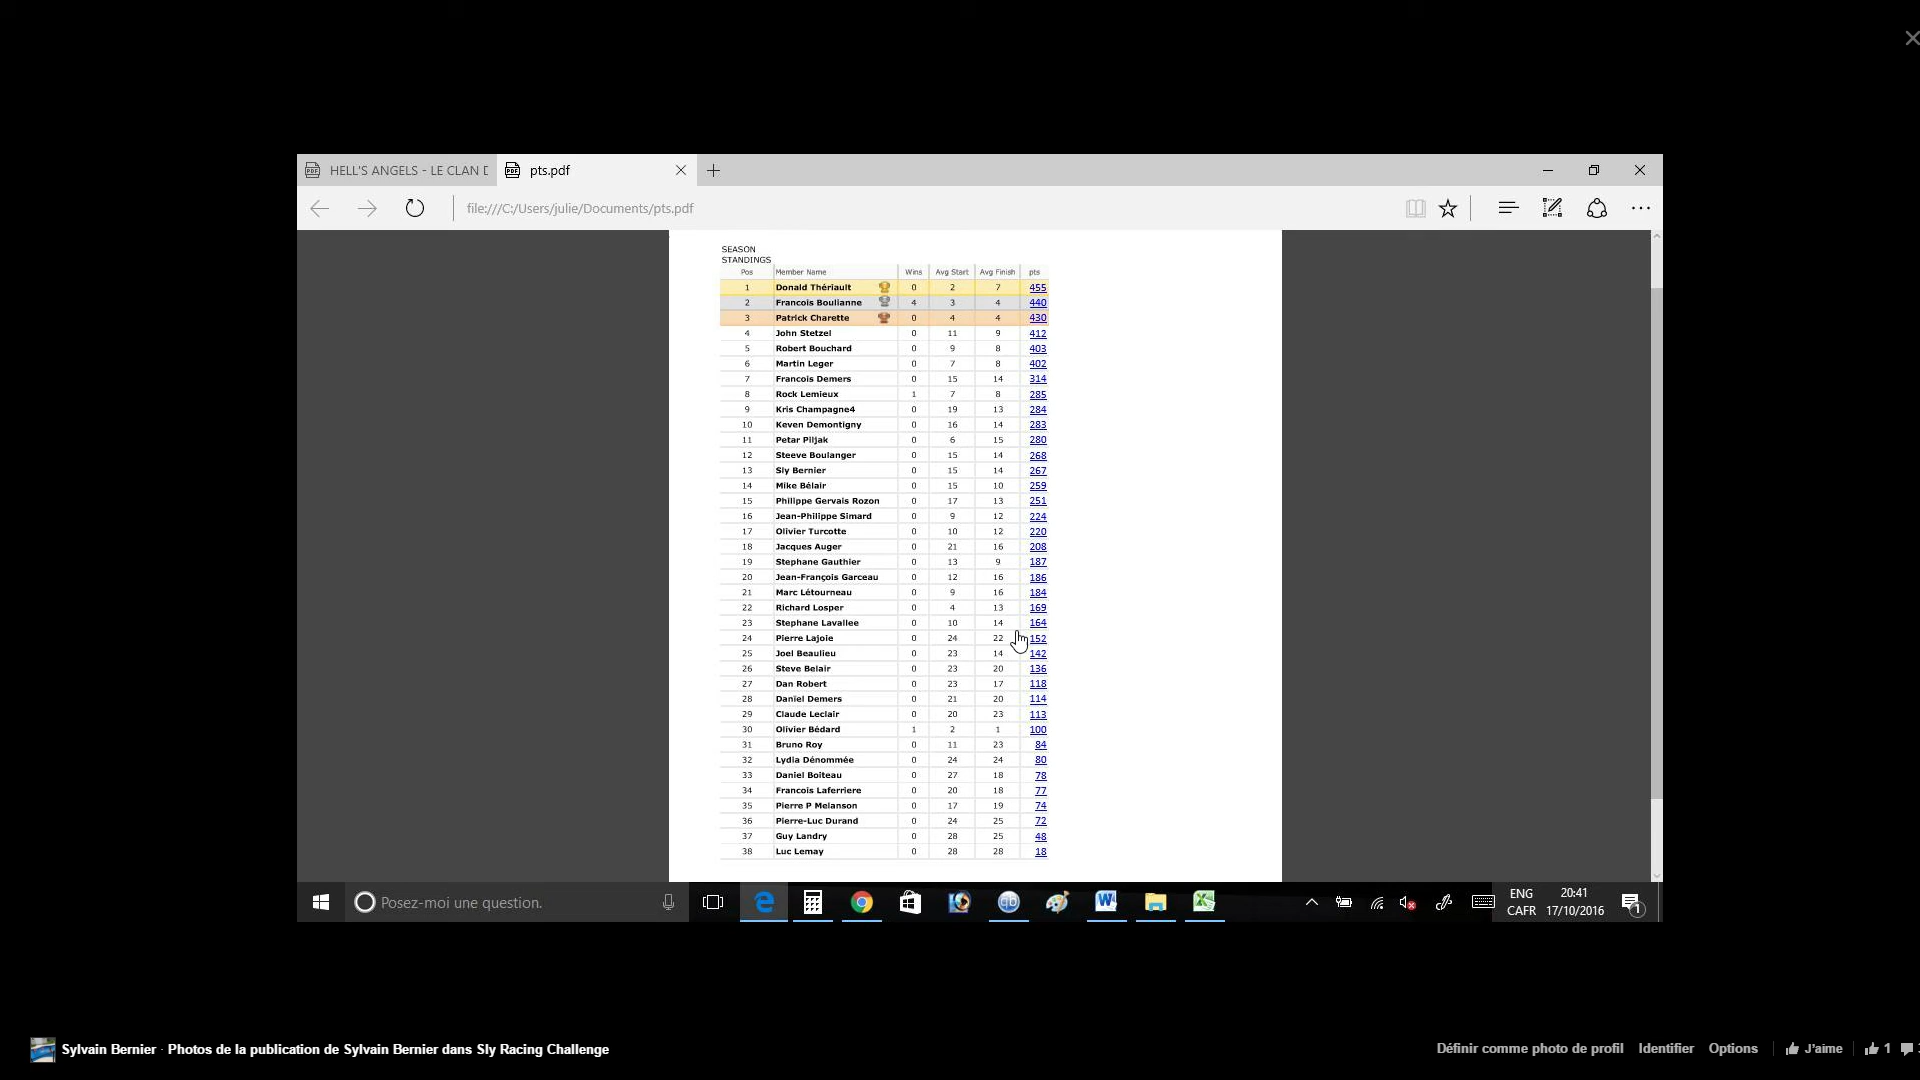 HELL'S ANGELS - LE CLAN D
pts.pdf
file:///C:/Users/julie/Documents/pts.pdf
SEASON
STANDINGS
Pos Member Name Wins Avg Start Avg Finish pts
1 Donald Thériault 0 2 7 455
2 Francois Boulianne 4 3 4 440
3 Patrick Charette 0 4 4 430
4 John Stetzel 0 11 9 412
5 Robert Bouchard 0 9 8 403
6 Martin Leger 0 7 8 402
7 Francois Demers 0 15 14 314
8 Rock Lemieux 1 7 8 285
9 Kris Champagne4 0 19 13 284
10 Keven Demontigny 0 16 14 283
11 Petar Piljak 0 6 15 280
12 Steeve Boulanger 0 15 14 268
13 Sly Bernier 0 15 14 267
14 Mike Bélair 0 15 10 259
15 Philippe Gervais Rozon 0 17 13 251
16 Jean-Philippe Simard 0 9 12 224
17 Olivier Turcotte 0 10 12 220
18 Jacques Auger 0 21 16 208
19 Stephane Gauthier 0 13 9 187
20 Jean-François Garceau 0 12 16 186
21 Marc Létourneau 0 9 16 184
22 Richard Losper 0 4 13 169
23 Stephane Lavallee 0 10 14 164
24 Pierre Lajoie 0 24 22 152
25 Joel Beaulieu 0 23 14 142
26 Steve Belair 0 23 20 136
27 Dan Robert 0 23 17 118
28 Daniel Demers 0 21 20 114
29 Claude Leclair 0 20 23 113
30 Olivier Bédard 1 2 1 100
31 Bruno Roy 0 11 23 84
32 Lydia Dénommée 0 24 24 80
33 Daniel Boiteau 0 27 18 78
34 Francois Laferriere 0 20 18 77
35 Pierre P Melanson 0 17 19 74
36 Pierre-Luc Durand 0 24 25 72
37 Guy Landry 0 28 25 48
38 Luc Lemay 0 28 28 18
Posez-moi une question.
ENG 20:41
CAFR 17/10/2016 1
Sylvain Bernier · Photos de la publication de Sylvain Bernier dans Sly Racing Challenge
Définir comme photo de profil Identifier Options J'aime 1